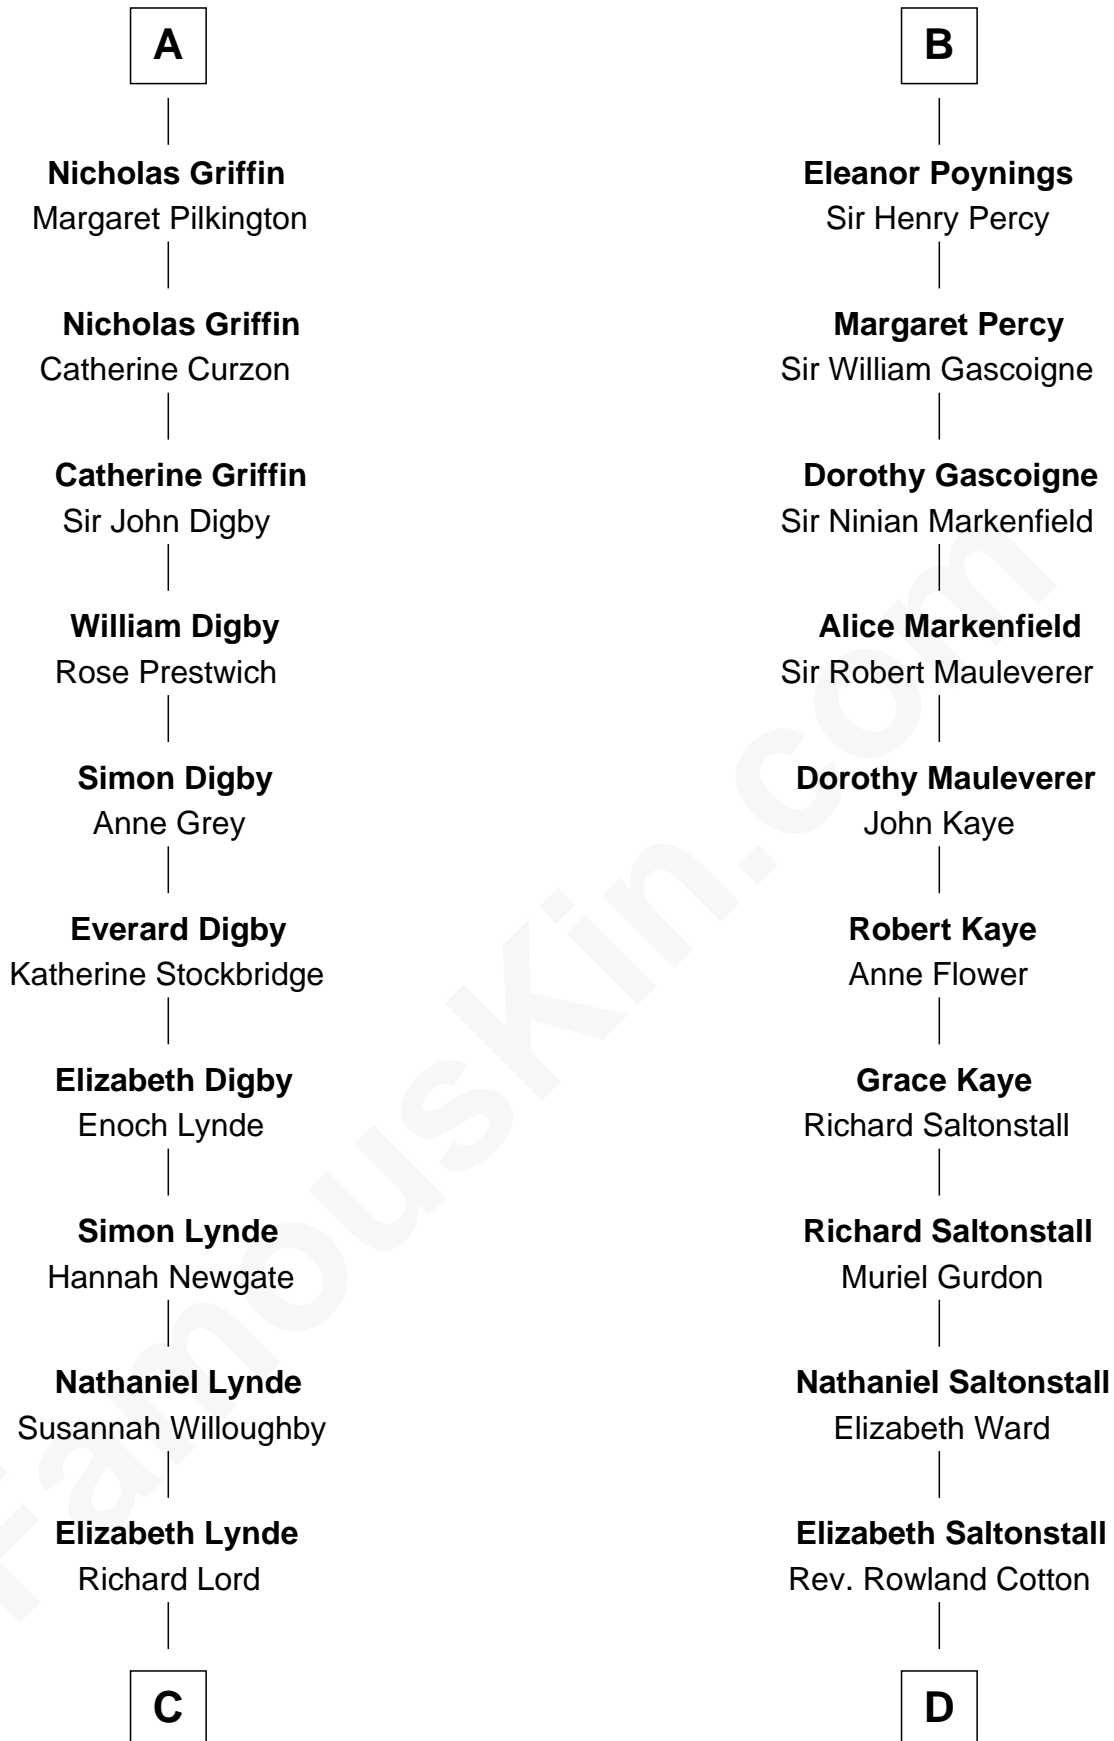 A
Nicholas Griffin
Margaret Pilkington
Nicholas Griffin
Catherine Curzon
Catherine Griffin
Sir John Digby
William Digby
Rose Prestwich
Simon Digby
Anne Grey
Everard Digby
Katherine Stockbridge
Elizabeth Digby
Enoch Lynde
Simon Lynde
Hannah Newgate
Nathaniel Lynde
Susannah Willoughby
Elizabeth Lynde
Richard Lord
C
B
Eleanor Poynings
Sir Henry Percy
Margaret Percy
Sir William Gascoigne
Dorothy Gascoigne
Sir Ninian Markenfield
Alice Markenfield
Sir Robert Mauleverer
Dorothy Mauleverer
John Kaye
Robert Kaye
Anne Flower
Grace Kaye
Richard Saltonstall
Richard Saltonstall
Muriel Gurdon
Nathaniel Saltonstall
Elizabeth Ward
Elizabeth Saltonstall
Rev. Rowland Cotton
D
FamousKin.com